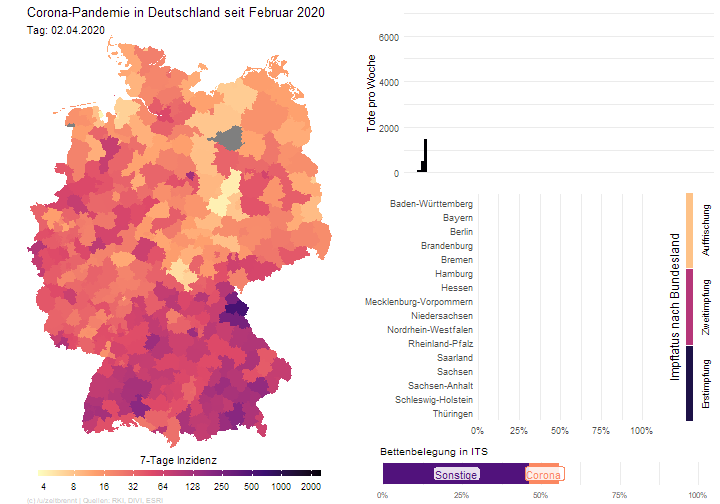 Corona-Pandemie in Deutschland seit Februar 2020
Tag: 02.04.2020
7-Tage Inzidenz
4 8 16 32 64 128 256 500 1000 2000
Tote pro Woche
6000
4000
2000
0
Baden-Württemberg
Bayern
Berlin
Brandenburg
Bremen
Hamburg
Hessen
Mecklenburg-Vorpommern
Niedersachsen
Nordrhein-Westfalen
Rheinland-Pfalz
Saarland
Sachsen
Sachsen-Anhalt
Schleswig-Holstein
Thüringen
0% 25% 50% 75% 100%
Impfstatus nach Bundesland
Auffrischung
Zweitimpfung
Erstimpfung
Bettenbelegung in ITS
Sonstige Corona
0% 25% 50% 75% 100%
Quellen: RKI, DIVI, ESRI